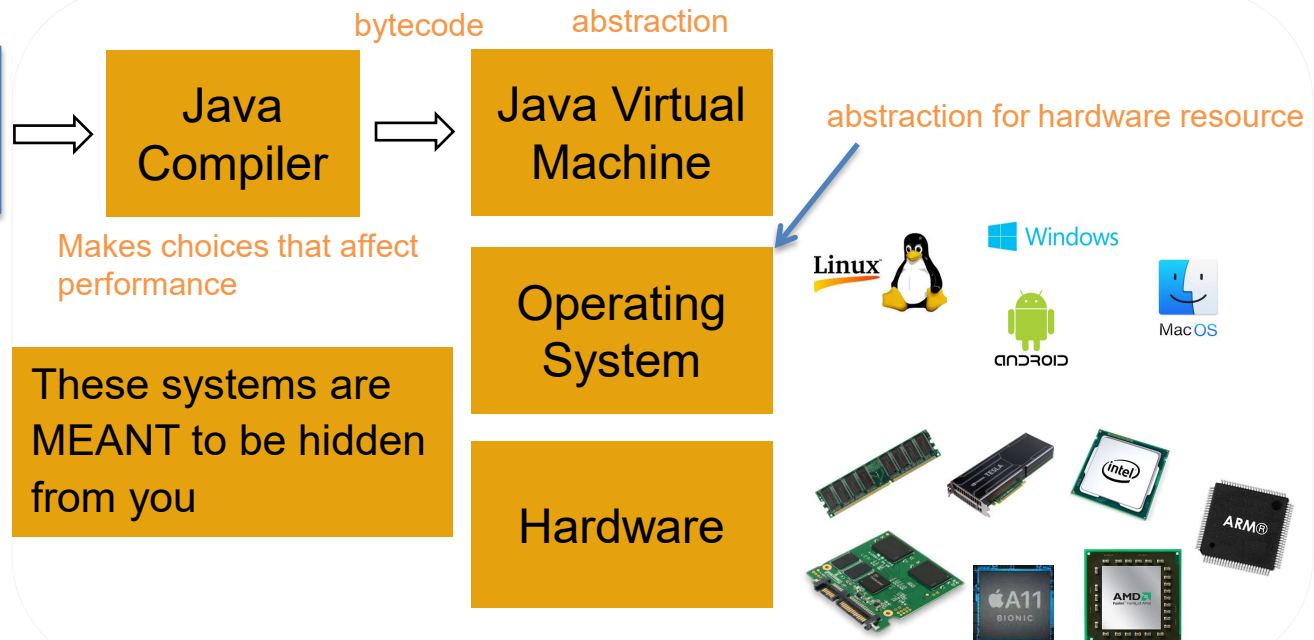 bytecode
abstraction
Java
Compiler
Java Virtual
Machine
abstraction for hardware resource
Makes choices that affect
performance
Operating
System
Linux
Windows
ANDROID
Mac OS
These systems are
MEANT to be hidden
from you
Hardware
TESLA
intel
ARM®
A11
BIONIC
AMD